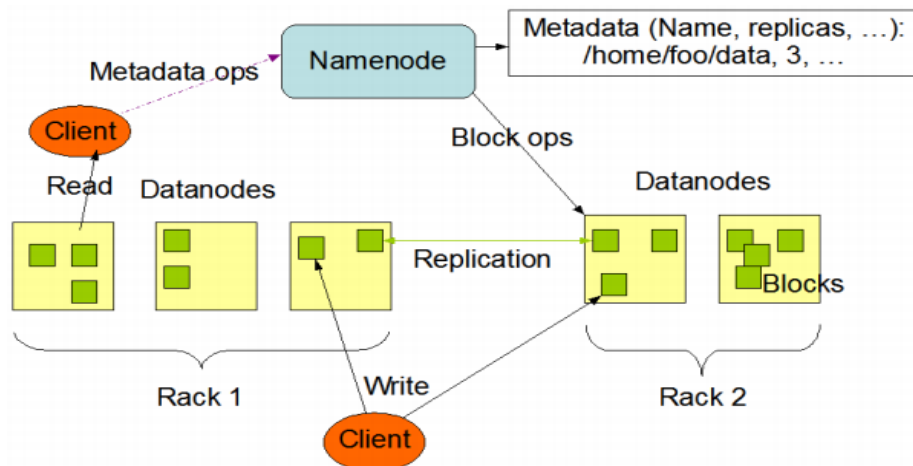 Metadata (Name, replicas, …):
/home/foo/data, 3, …
Namenode
Metadata ops
Client
Block ops
Read
Datanodes
Datanodes
Replication
Blocks
Rack 1
Write
Rack 2
Client